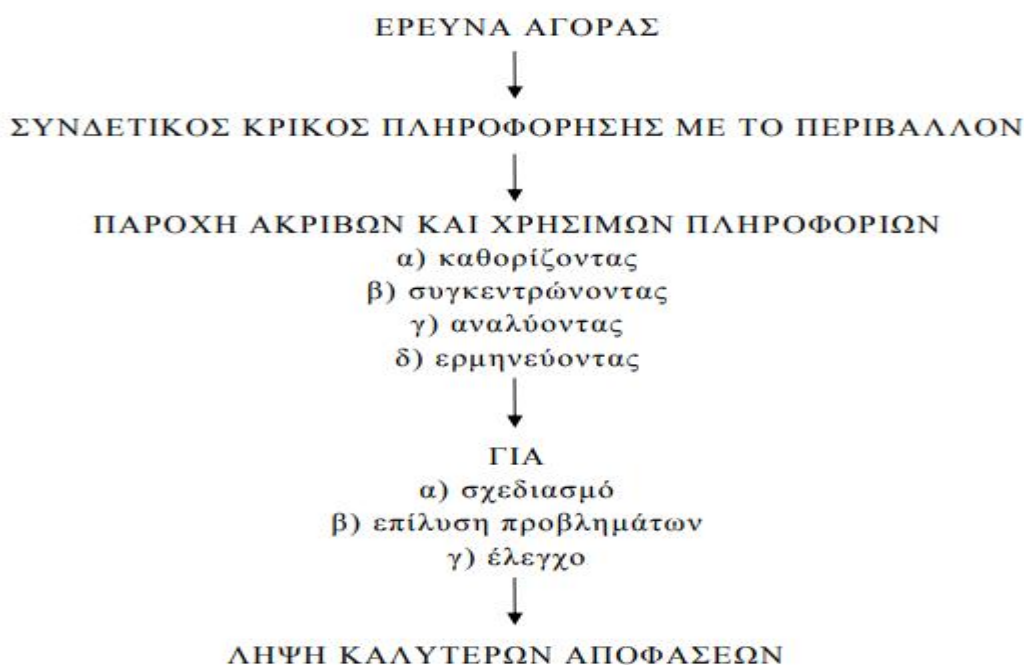 ΕΡΕΥΝΑ ΑΓΟΡΑΣ
ΣΥΝΔΕΤΙΚΟΣ ΚΡΙΚΟΣ ΠΛΗΡΟΦΟΡΗΣΗΣ ΜΕ ΤΟ ΠΕΡΙΒΑΛΛΟΝ
ΠΑΡΟΧΗ ΑΚΡΙΒΩΝ ΚΑΙ ΧΡΗΣΙΜΩΝ ΠΛΗΡΟΦΟΡΙΩΝ
α) καθορίζοντας
β) συγκεντρώνοντας
γ) αναλύοντας
δ) ερμηνεύοντας
ΓΙΑ
α) σχεδιασμό
β) επίλυση προβλημάτων
γ) έλεγχο
ΛΗΨΗ ΚΑΛΥΤΕΡΩΝ ΑΠΟΦΑΣΕΩΝ